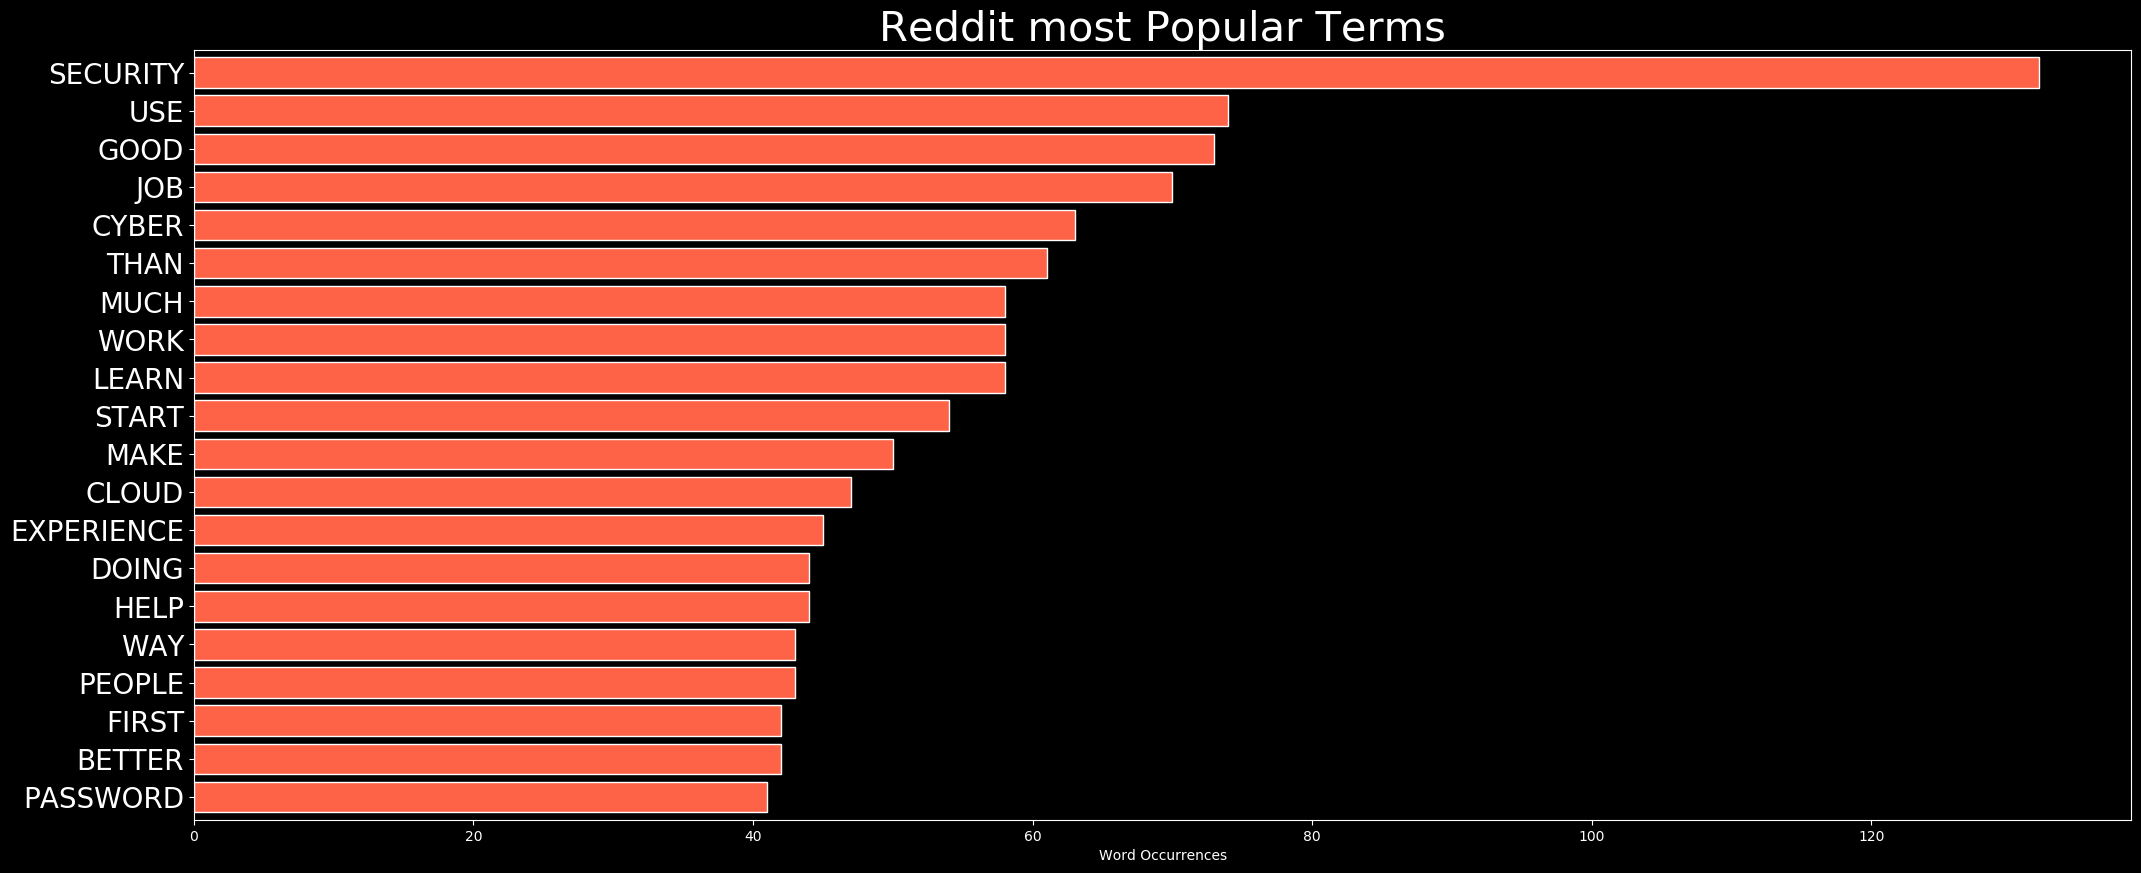 Reddit most Popular Terms
SECURITY
USE
GOOD
JOB
CYBER
THAN
MUCH
WORK
LEARN
START
MAKE
CLOUD
EXPERIENCE
DOING
HELP
WAY
PEOPLE
FIRST
BETTER
PASSWORD
0 20 40 60 80 100 120
Word Occurrences